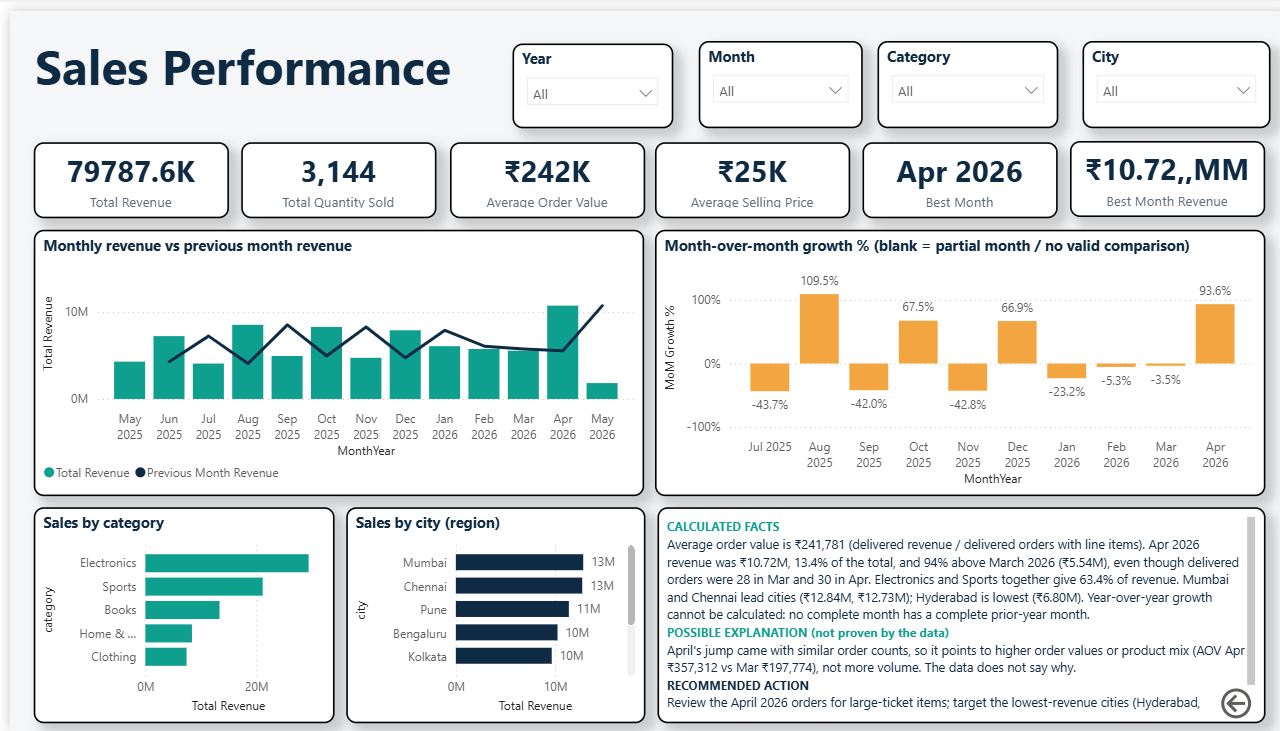 Sales Performance
Year
All
Month
All
Category
All
City
All
79787.6K
Total Revenue
3,144
Total Quantity Sold
₹242K
Average Order Value
₹25K
Average Selling Price
Apr 2026
Best Month
₹10.72,,MM
Best Month Revenue
Monthly revenue vs previous month revenue
Total Revenue
10M
0M
May 2025
Jun 2025
Jul 2025
Aug 2025
Sep 2025
Oct 2025
Nov 2025
Dec 2025
Jan 2026
Feb 2026
Mar 2026
Apr 2026
May 2026
MonthYear
Total Revenue
Previous Month Revenue
Month-over-month growth % (blank = partial month / no valid comparison)
MoM Growth %
100%
0%
-100%
-43.7%
109.5%
-42.0%
67.5%
-42.8%
66.9%
-23.2%
-5.3%
-3.5%
93.6%
Jul 2025
Aug 2025
Sep 2025
Oct 2025
Nov 2025
Dec 2025
Jan 2026
Feb 2026
Mar 2026
Apr 2026
MonthYear
Sales by category
category
Electronics
Sports
Books
Home & ...
Clothing
0M
20M
Total Revenue
Sales by city (region)
city
Mumbai
13M
Chennai
13M
Pune
11M
Bengaluru
10M
Kolkata
10M
0M
10M
Total Revenue
CALCULATED FACTS
Average order value is ₹241,781 (delivered revenue / delivered orders with line items). Apr 2026
revenue was ₹10.72M, 13.4% of the total, and 94% above March 2026 (₹5.54M), even though delivered
orders were 28 in Mar and 30 in Apr. Electronics and Sports together give 63.4% of revenue. Mumbai
and Chennai lead cities (₹12.84M, ₹12.73M); Hyderabad is lowest (₹6.80M). Year-over-year growth
cannot be calculated: no complete month has a complete prior-year month.
POSSIBLE EXPLANATION (not proven by the data)
April's jump came with similar order counts, so it points to higher order values or product mix (AOV Apr
₹357,312 vs Mar ₹197,774), not more volume. The data does not say why.
RECOMMENDED ACTION
Review the April 2026 orders for large-ticket items; target the lowest-revenue cities (Hyderabad,